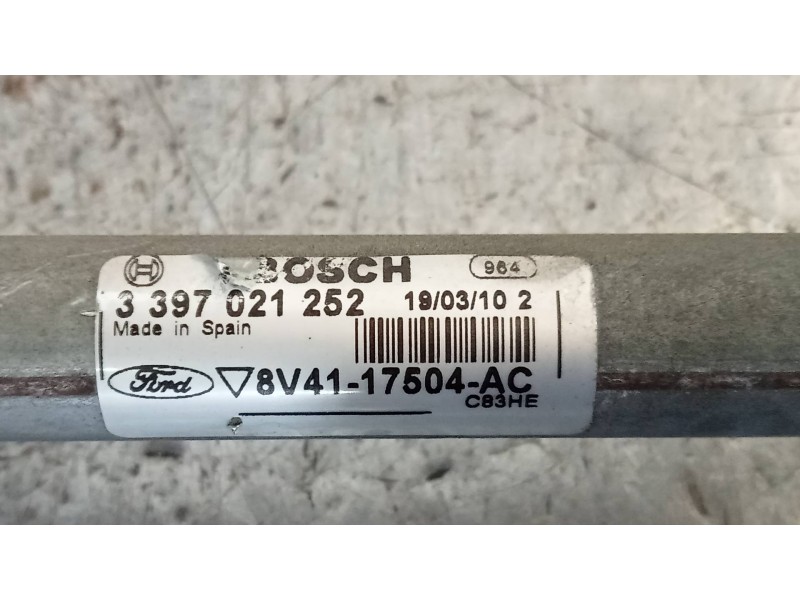 BOSCH 964
3 397 021 252 19/03/10 2
Made in Spain
Ford 8V41-17504-AC
C83HE